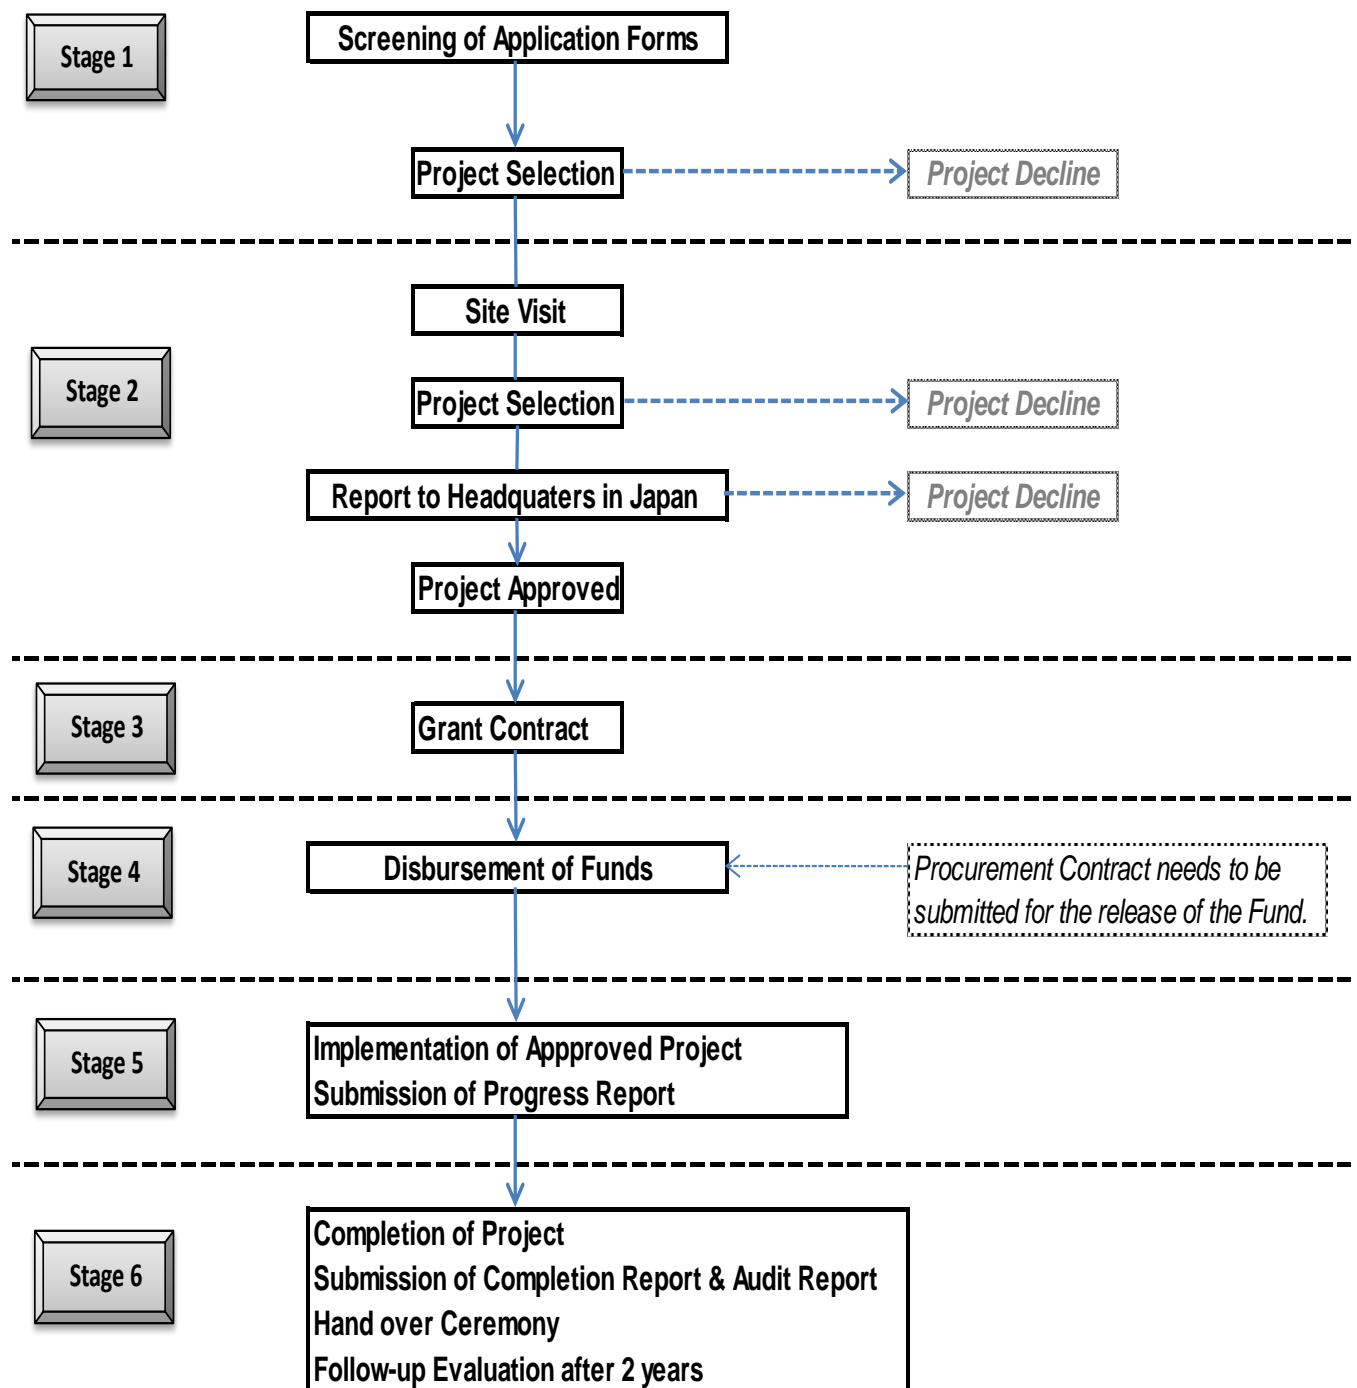 Stage 1
Screening of Application Forms
Project Selection
Project Decline
Site Visit
Stage 2
Project Selection
Project Decline
Report to Headquaters in Japan
Project Decline
Project Approved
Stage 3
Grant Contract
Stage 4
Disbursement of Funds
Procurement Contract needs to be
submitted for the release of the Fund.
Stage 5
Implementation of Appproved Project
Submission of Progress Report
Stage 6
Completion of Project
Submission of Completion Report & Audit Report
Hand over Ceremony
Follow-up Evaluation after 2 years